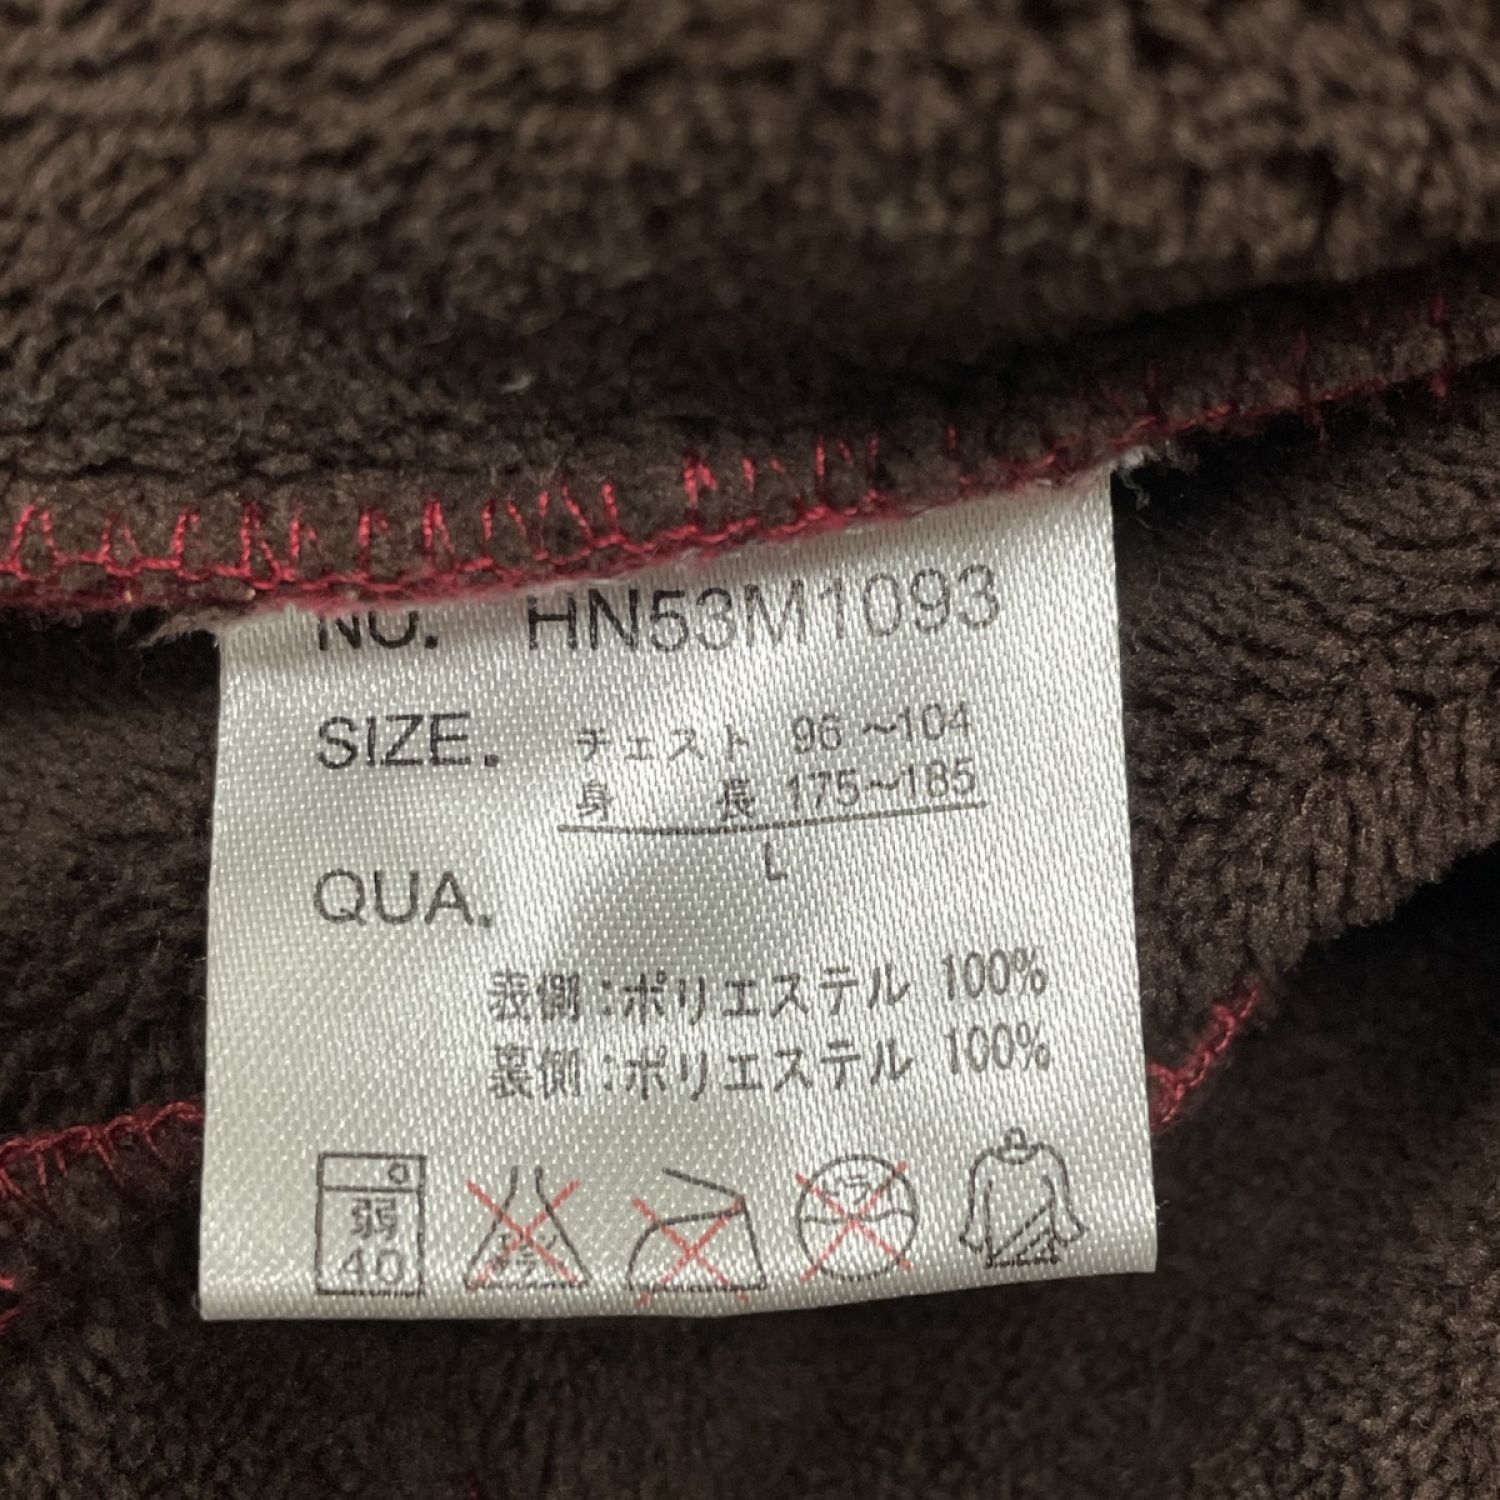 NO. HN53M1093
SIZE. チェスト 96~104
身長 175~185
L
QUA.
表側:ポリエステル 100%
裏側:ポリエステル 100%
弱
40